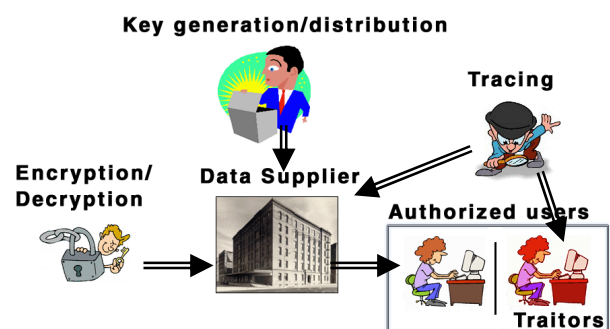 Key generation/distribution
Tracing
Encryption/
Decryption
Data Supplier
Authorized users
Traitors